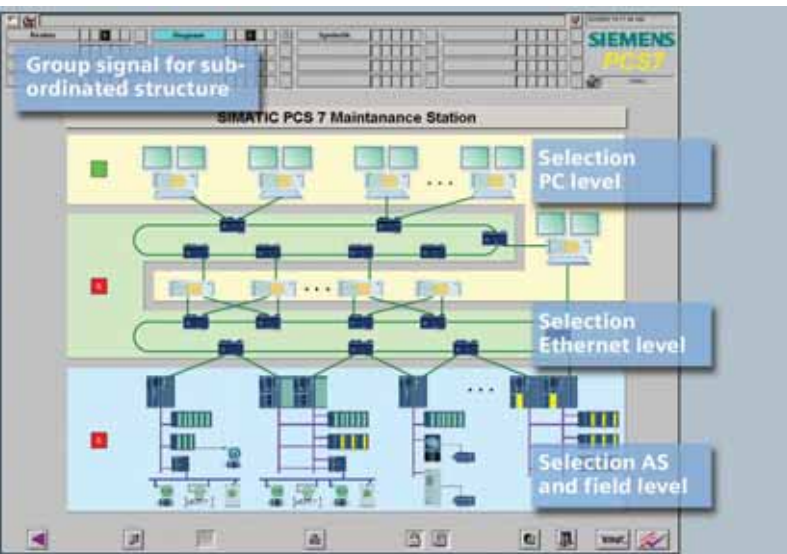 SIEMENS
PCS7
Group signal for sub-
ordinated structure
SIMATIC PCS 7 Maintanance Station
Selection
PC level
Selection
Ethernet level
Selection AS
and field level